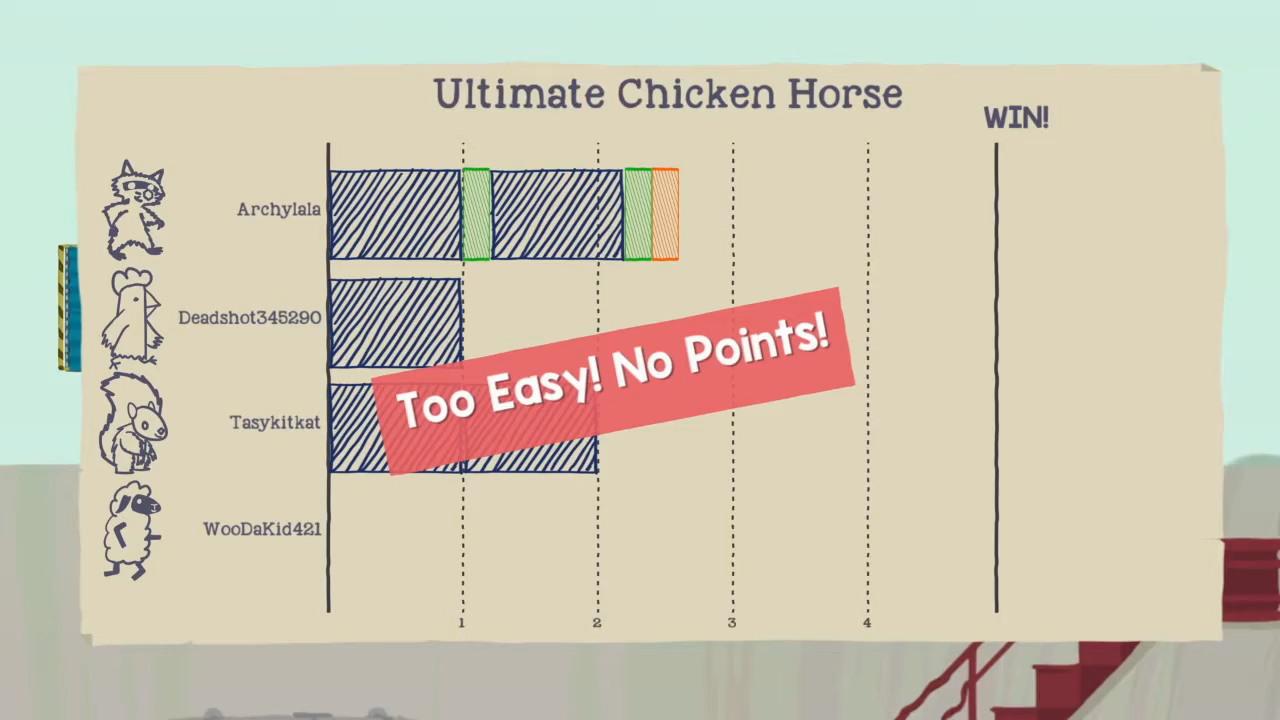 Ultimate Chicken Horse
WIN!
Archylala
Deadshot345290
Too Easy! No Points!
Tasykitkat
WooDaKid421
1 2 3 4